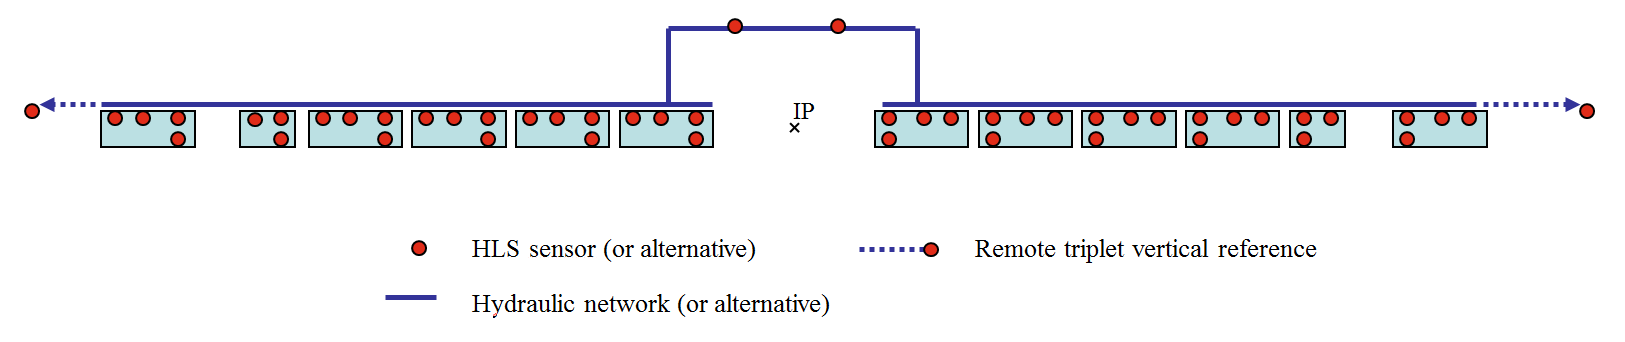 IP
HLS sensor (or alternative)
Remote triplet vertical reference
Hydraulic network (or alternative)